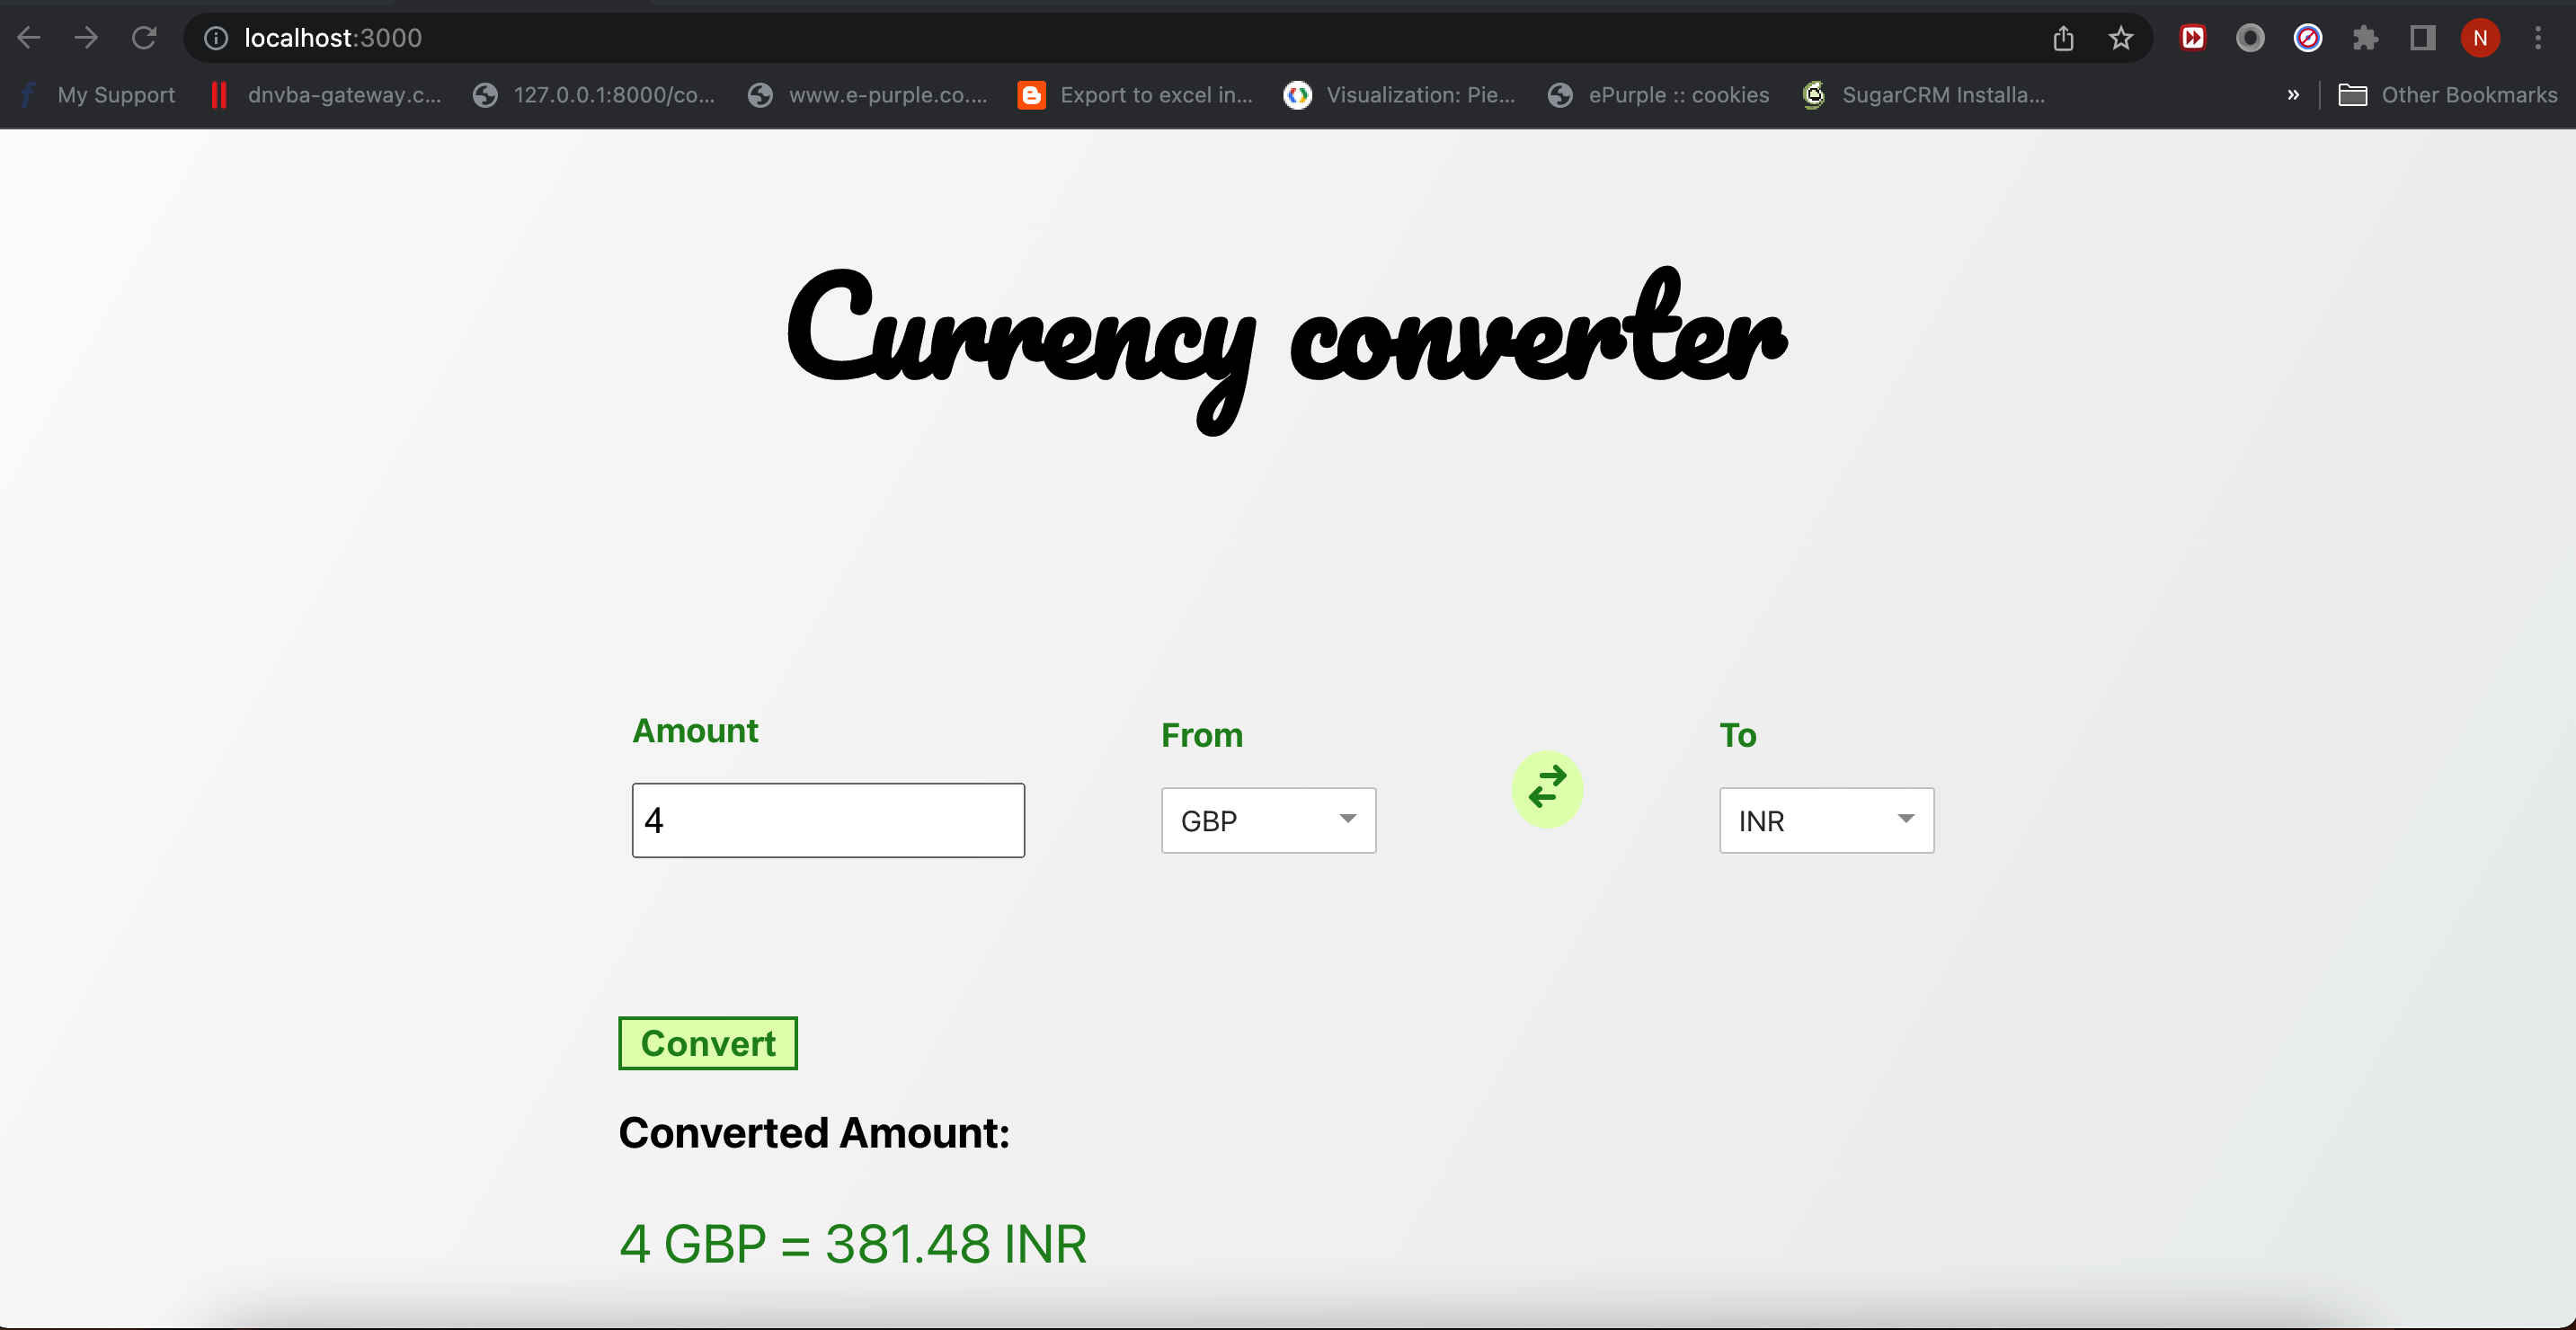 localhost:3000
N
My Support dnvba-gateway.c... 127.0.0.1:8000/co... www.e-purple.co.... Export to excel in... Visualization: Pie... ePurple :: cookies SugarCRM Installa... » Other Bookmarks
Currency converter
Amount From To
4 GBP INR
Convert
Converted Amount:
4 GBP = 381.48 INR